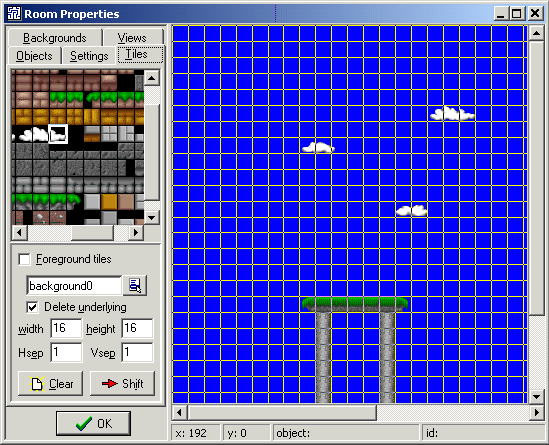 Room Properties
Backgrounds Views
Objects Settings Tiles
Foreground tiles
background0
Delete underlying
width 16 height 16
Hsep 1 Vsep 1
Clear Shift
OK
x: 192 y: 0 object: id: